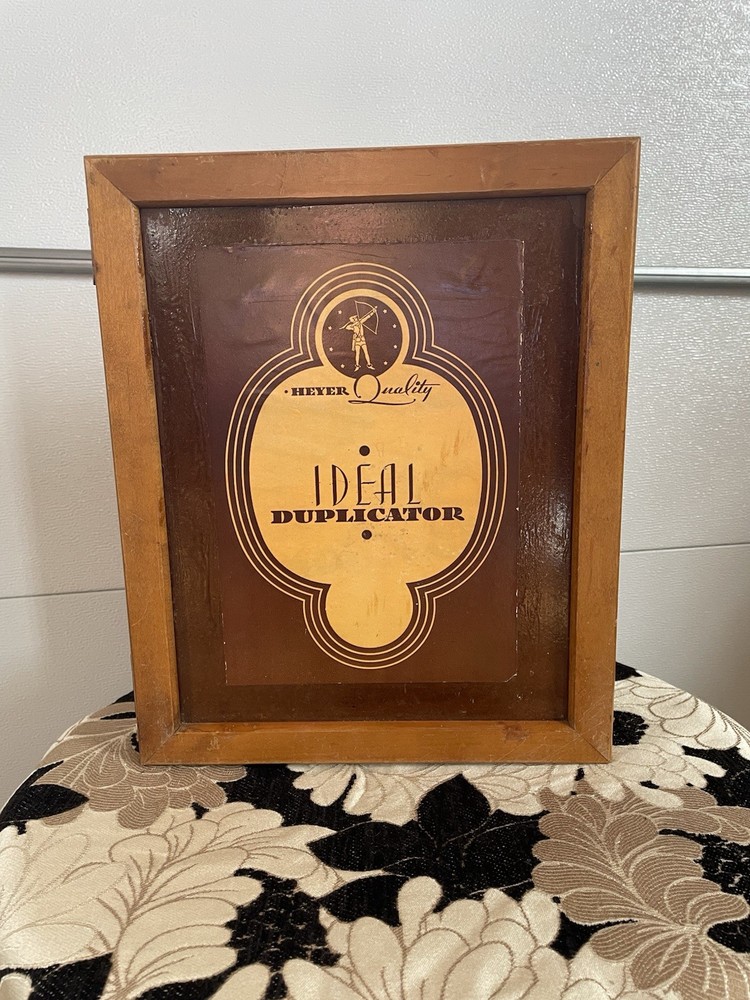 • HEYER Quality
IDEAL
DUPLICATOR